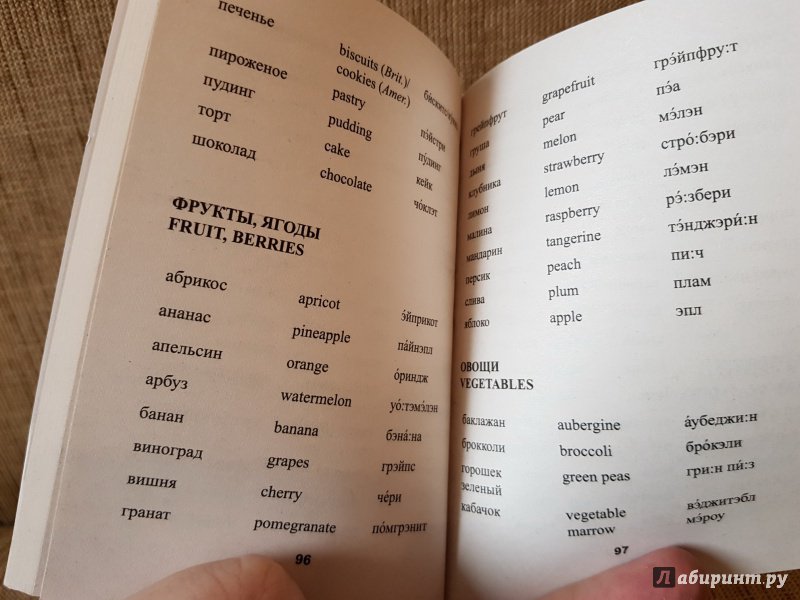 печенье biscuits (Brit.)/
cookies (Amer.)
пироженое pastry пэ́йстри
пудинг pudding пу́динг
торт cake кейк
шоколад chocolate чо́клэт
ФРУКТЫ, ЯГОДЫ
FRUIT, BERRIES
абрикос apricot э́йприкот
ананас pineapple па́йнэпл
апельсин orange о́риндж
арбуз watermelon уо́:тэмэ́лэн
банан banana бэна́:на
виноград grapes грэйпс
вишня cherry че́ри
гранат pomegranate по́мгрэнит
96
грейпфрут grapefruit грэ́йпфру:т
груша pear пэ́а
дыня melon мэ́лэн
клубника strawberry стро́:бэри
лимон lemon лэ́мэн
малина raspberry рэ́:збери
мандарин tangerine тэ́нджэри́:н
персик peach пи:ч
слива plum плам
яблоко apple эпл
ОВОЩИ
VEGETABLES
баклажан aubergine а́убеджи:н
брокколи broccoli бро́кэли
горошек green peas гри:н пи́:з
зеленый
кабачок vegetable вэ́джитэбл
marrow мэ́роу
97
Лабиринт.ру